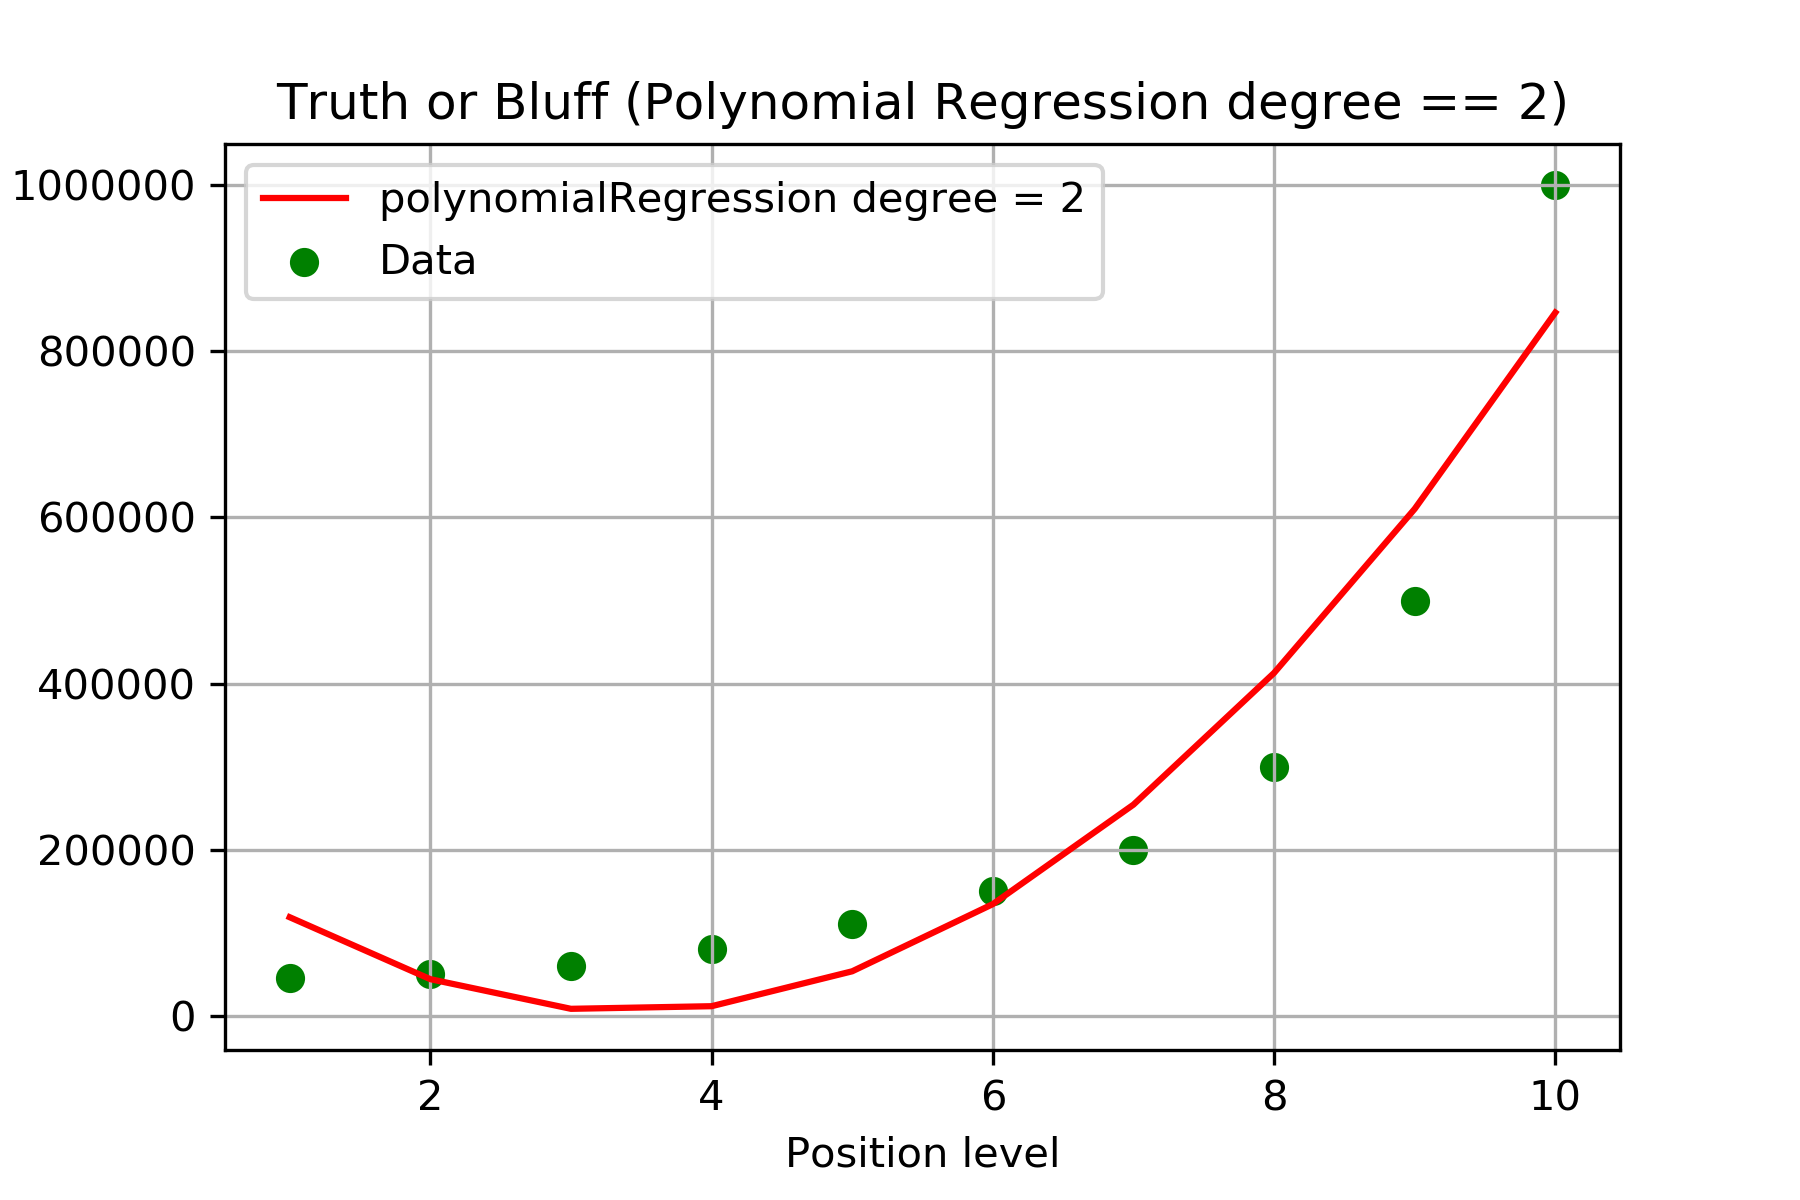 Truth or Bluff (Polynomial Regression degree == 2)
polynomialRegression degree = 2
Data
1000000
800000
600000
400000
200000
0
2 4 6 8 10
Position level